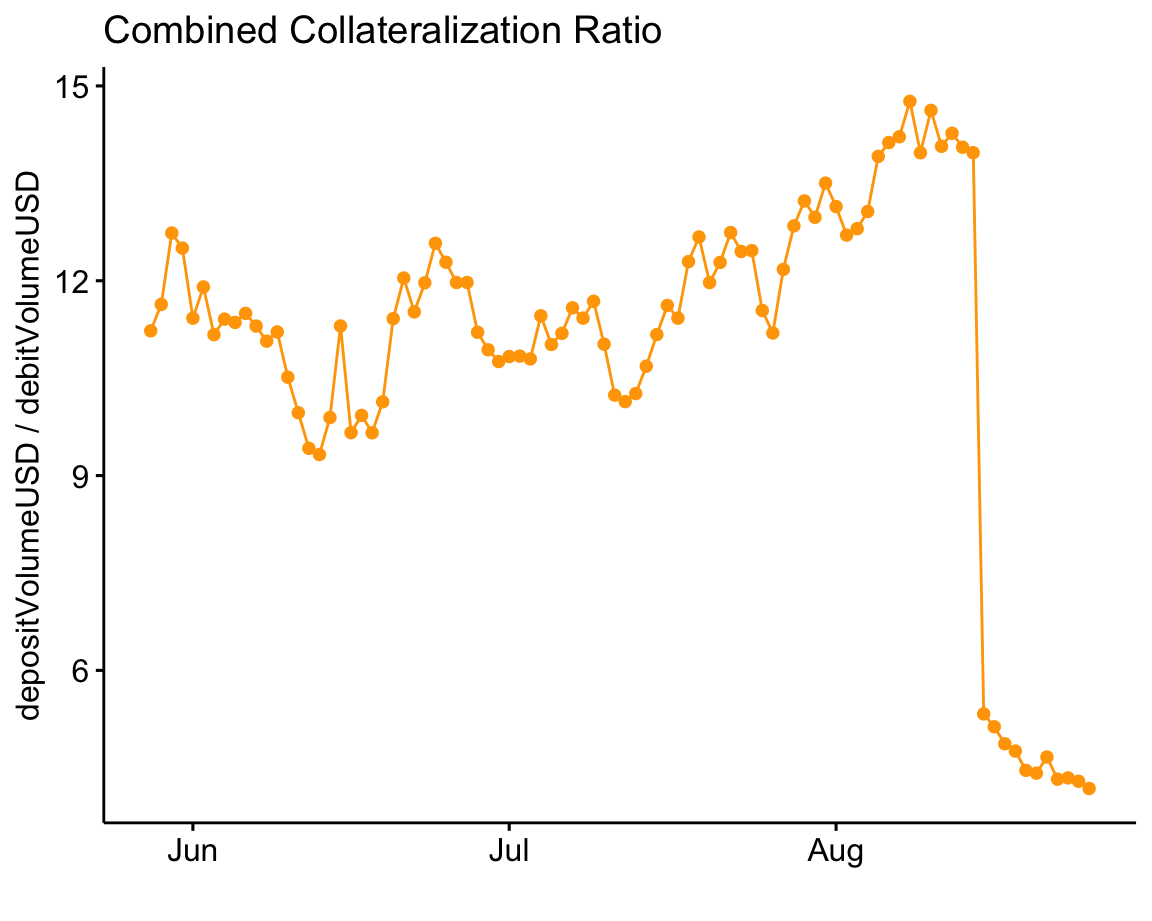 Combined Collateralization Ratio
depositVolumeUSD / debitVolumeUSD
15
12
9
6
Jun
Jul
Aug